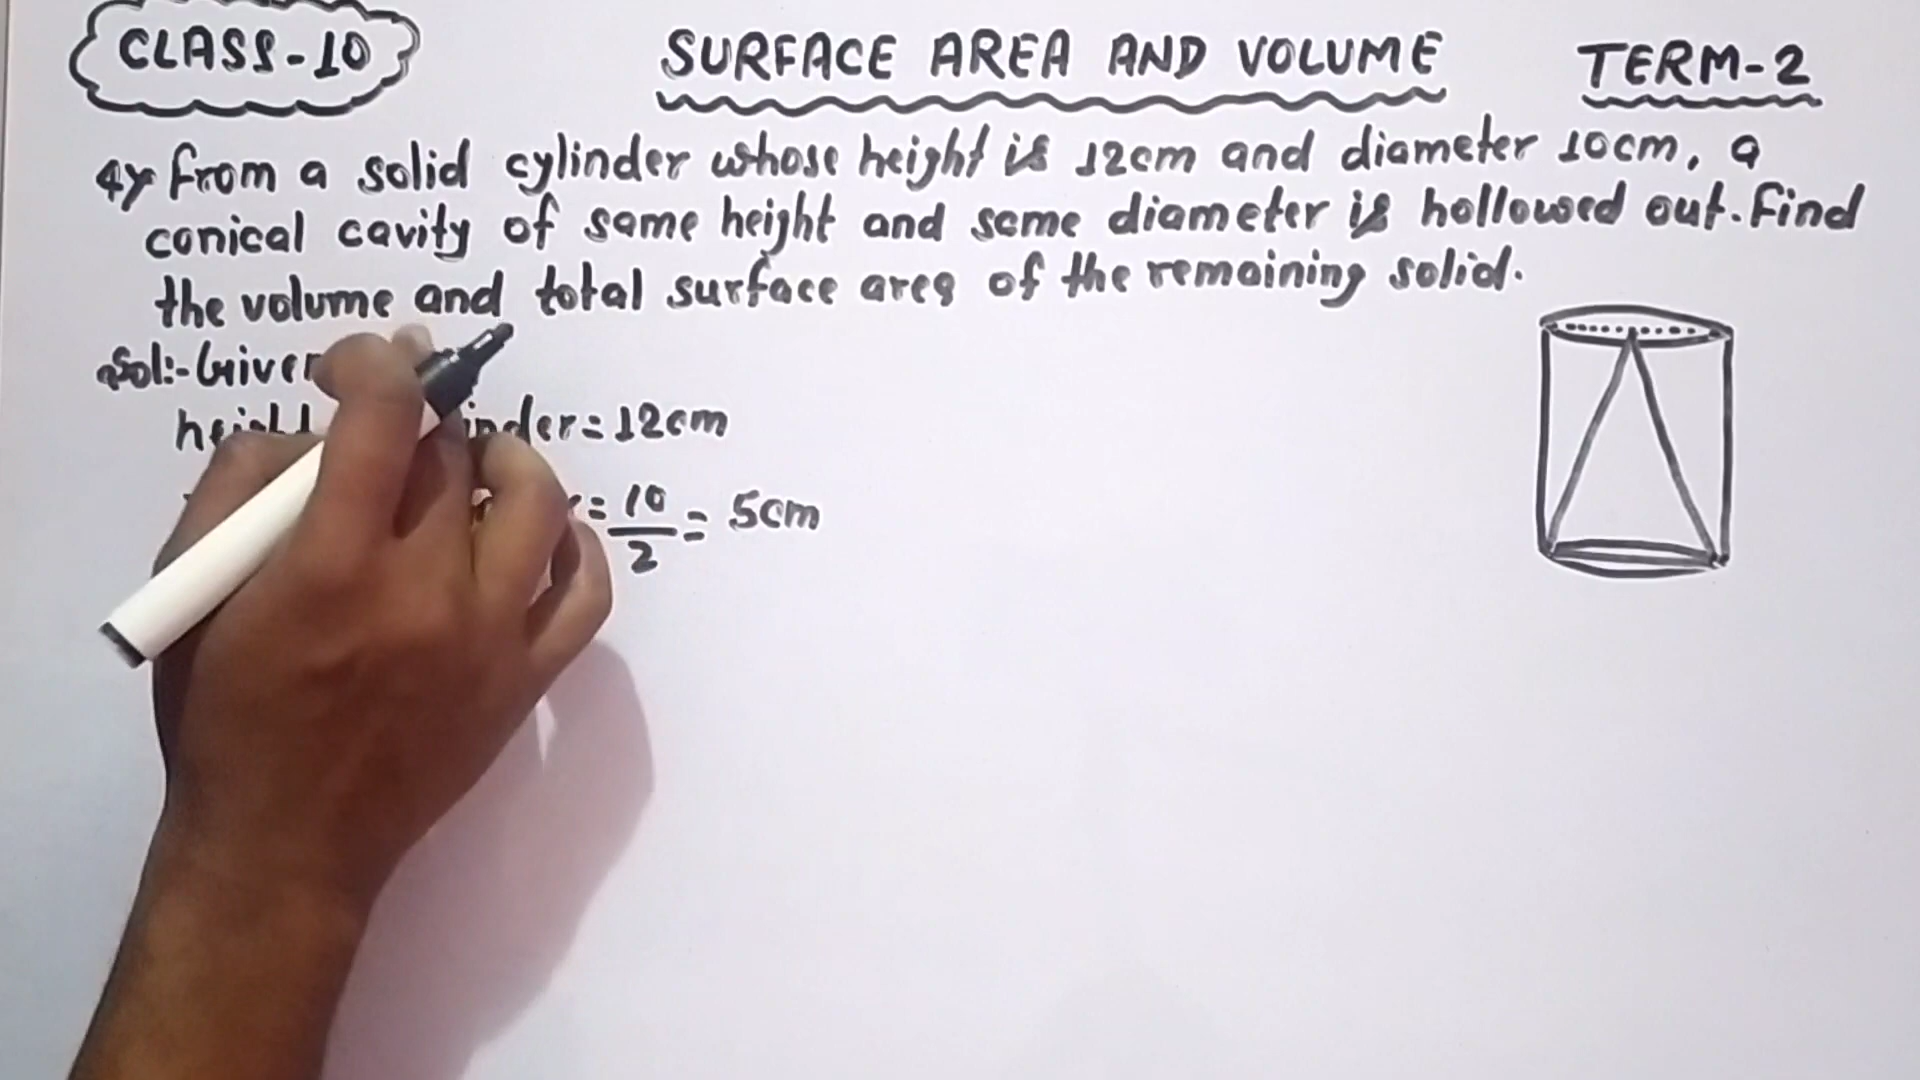 CLASS-10
SURFACE AREA AND VOLUME
TERM-2
4) From a solid cylinder whose height is 12cm and diameter 10cm, a
conical cavity of same height and same diameter is hollowed out. Find
the volume and total surface area of the remaining solid.
Sol:- Given
height = 12cm
= 10/2 = 5cm